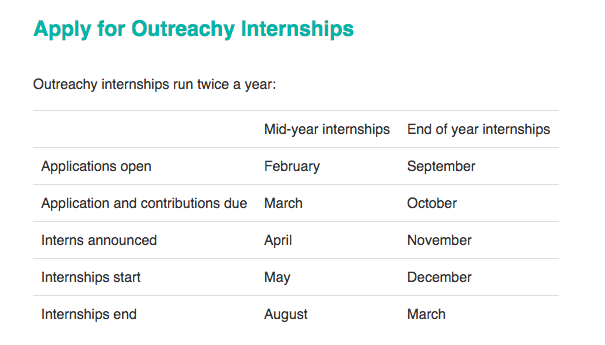 Apply for Outreachy Internships
Outreachy internships run twice a year:
Mid-year internships End of year internships
Applications open February September
Application and contributions due March October
Interns announced April November
Internships start May December
Internships end August March